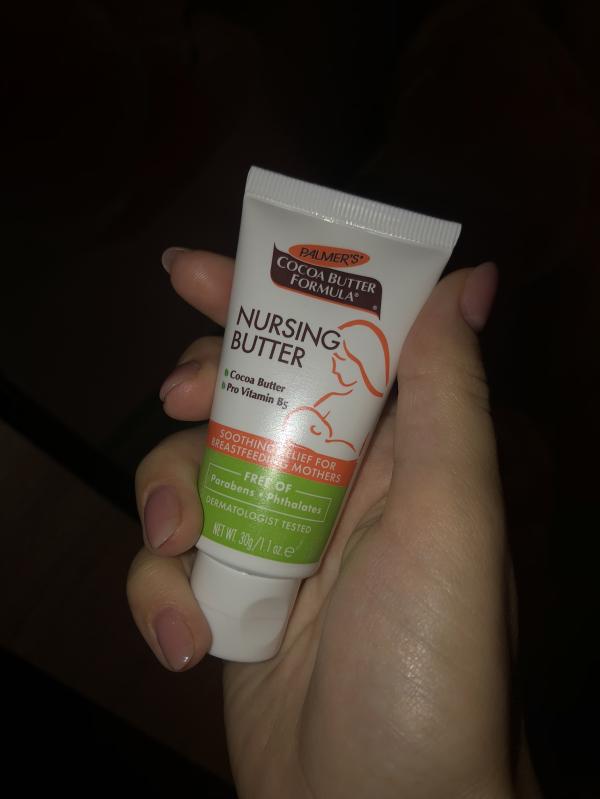 PALMER'S®
COCOA BUTTER
FORMULA®
NURSING
BUTTER
Cocoa Butter
Pro Vitamin B5
SOOTHING RELIEF FOR
BREASTFEEDING MOTHERS
FREE OF
Parabens • Phthalates
DERMATOLOGIST TESTED
NET WT. 30g/1.1 oz. ℮